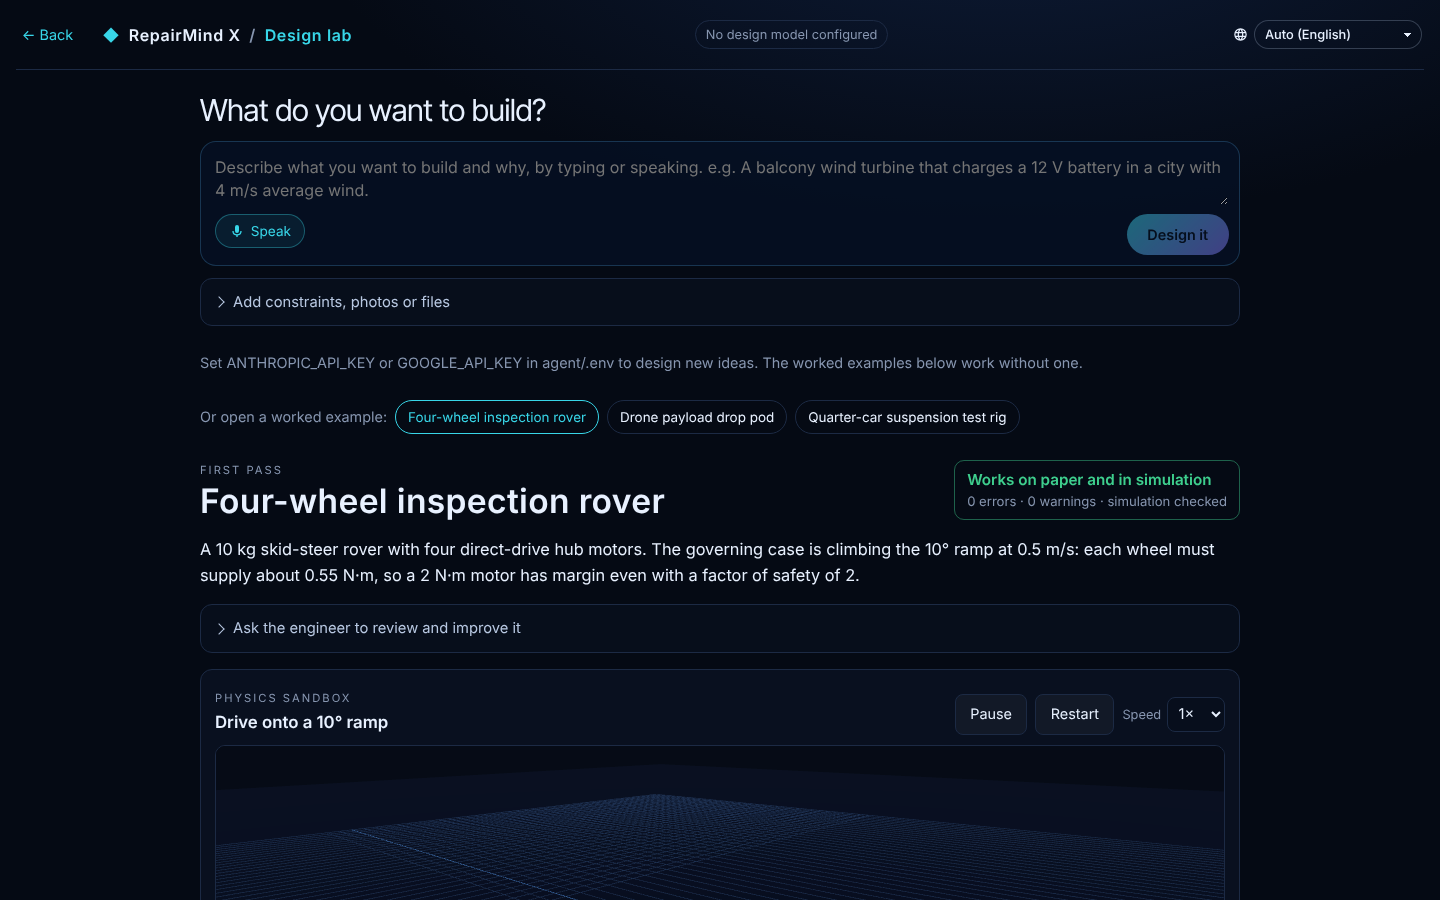 ← Back
RepairMind X / Design lab
No design model configured
Auto (English)
What do you want to build?
Describe what you want to build and why, by typing or speaking. e.g. A balcony wind turbine that charges a 12 V battery in a city with
4 m/s average wind.
Speak
Design it
Add constraints, photos or files
Set ANTHROPIC_API_KEY or GOOGLE_API_KEY in agent/.env to design new ideas. The worked examples below work without one.
Or open a worked example:
Four-wheel inspection rover
Drone payload drop pod
Quarter-car suspension test rig
FIRST PASS
Four-wheel inspection rover
Works on paper and in simulation
0 errors · 0 warnings · simulation checked
A 10 kg skid-steer rover with four direct-drive hub motors. The governing case is climbing the 10° ramp at 0.5 m/s: each wheel must
supply about 0.55 N·m, so a 2 N·m motor has margin even with a factor of safety of 2.
Ask the engineer to review and improve it
PHYSICS SANDBOX
Drive onto a 10° ramp
Pause
Restart
Speed
1×